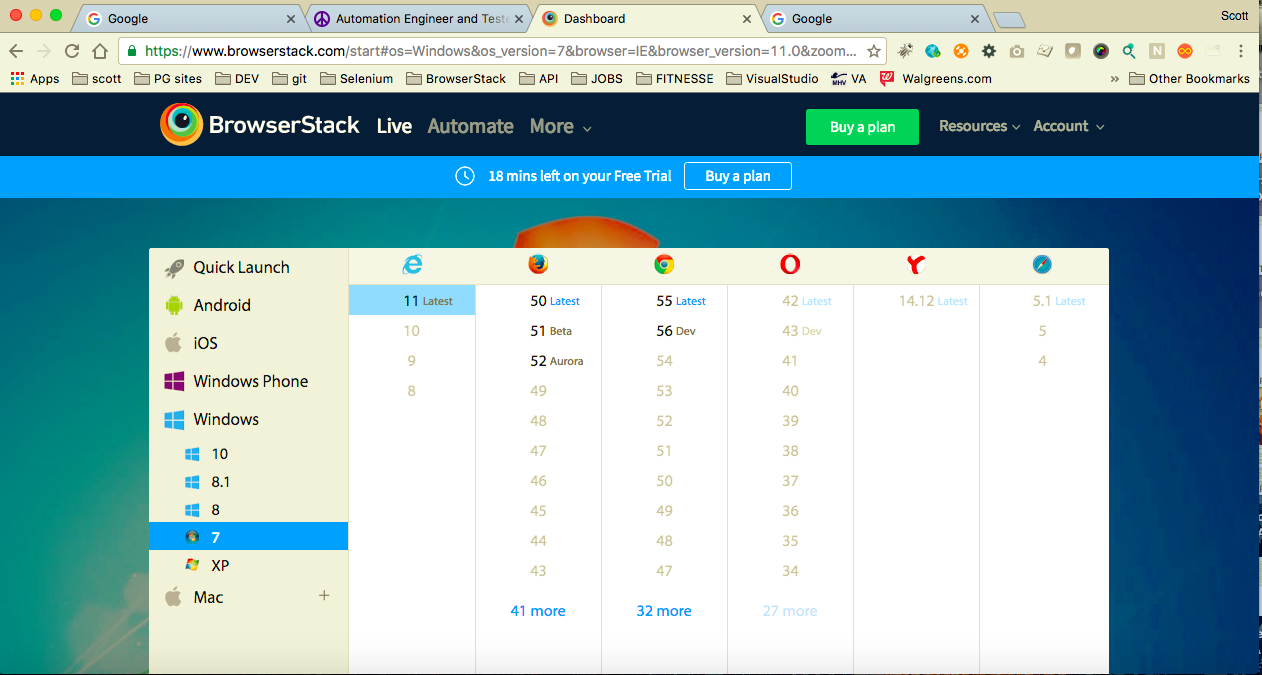 Google
Automation Engineer and Teste
Dashboard
Google
Scott
https://www.browserstack.com/start#os=Windows&os_version=7&browser=IE&browser_version=11.0&zoom...
Apps scott PG sites DEV git Selenium BrowserStack API JOBS FITNESSE VisualStudio MHV VA Walgreens.com » Other Bookmarks
BrowserStack Live Automate More Buy a plan Resources Account
18 mins left on your Free Trial Buy a plan
Quick Launch
Android
iOS
Windows Phone
Windows
10
8.1
8
7
XP
Mac +
11 Latest
10
9
8
50 Latest
51 Beta
52 Aurora
49
48
47
46
45
44
43
41 more
55 Latest
56 Dev
54
53
52
51
50
49
48
47
32 more
42 Latest
43 Dev
41
40
39
38
37
36
35
34
27 more
14.12 Latest
5.1 Latest
5
4